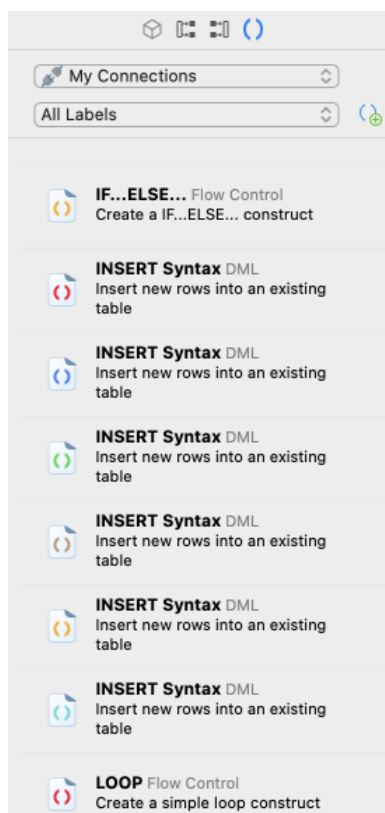 My Connections
All Labels
IF...ELSE... Flow Control
Create a IF...ELSE... construct
INSERT Syntax DML
Insert new rows into an existing
table
INSERT Syntax DML
Insert new rows into an existing
table
INSERT Syntax DML
Insert new rows into an existing
table
INSERT Syntax DML
Insert new rows into an existing
table
INSERT Syntax DML
Insert new rows into an existing
table
INSERT Syntax DML
Insert new rows into an existing
table
LOOP Flow Control
Create a simple loop construct